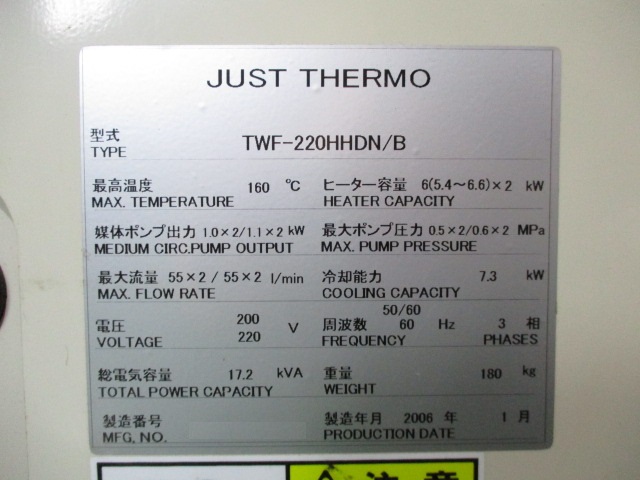 JUST THERMO
型式
TYPE TWF-220HHDN/B
最高温度 160 ℃ ヒーター容量 6(5.4～6.6)×2 kW
MAX. TEMPERATURE HEATER CAPACITY
媒体ポンプ出力 1.0×2/1.1×2 kW 最大ポンプ圧力 0.5×2/0.6×2 MPa
MEDIUM CIRC.PUMP OUTPUT MAX. PUMP PRESSURE
最大流量 55×2 / 55×2 l/min 冷却能力 7.3 kW
MAX. FLOW RATE COOLING CAPACITY
電圧 200 V 周波数 50/60 Hz 3 相
VOLTAGE 220 FREQUENCY 60 PHASES
総電気容量 17.2 kVA 重量 180 kg
TOTAL POWER CAPACITY WEIGHT
製造番号 製造年月 2006 年 1 月
MFG. NO. PRODUCTION DATE
注意